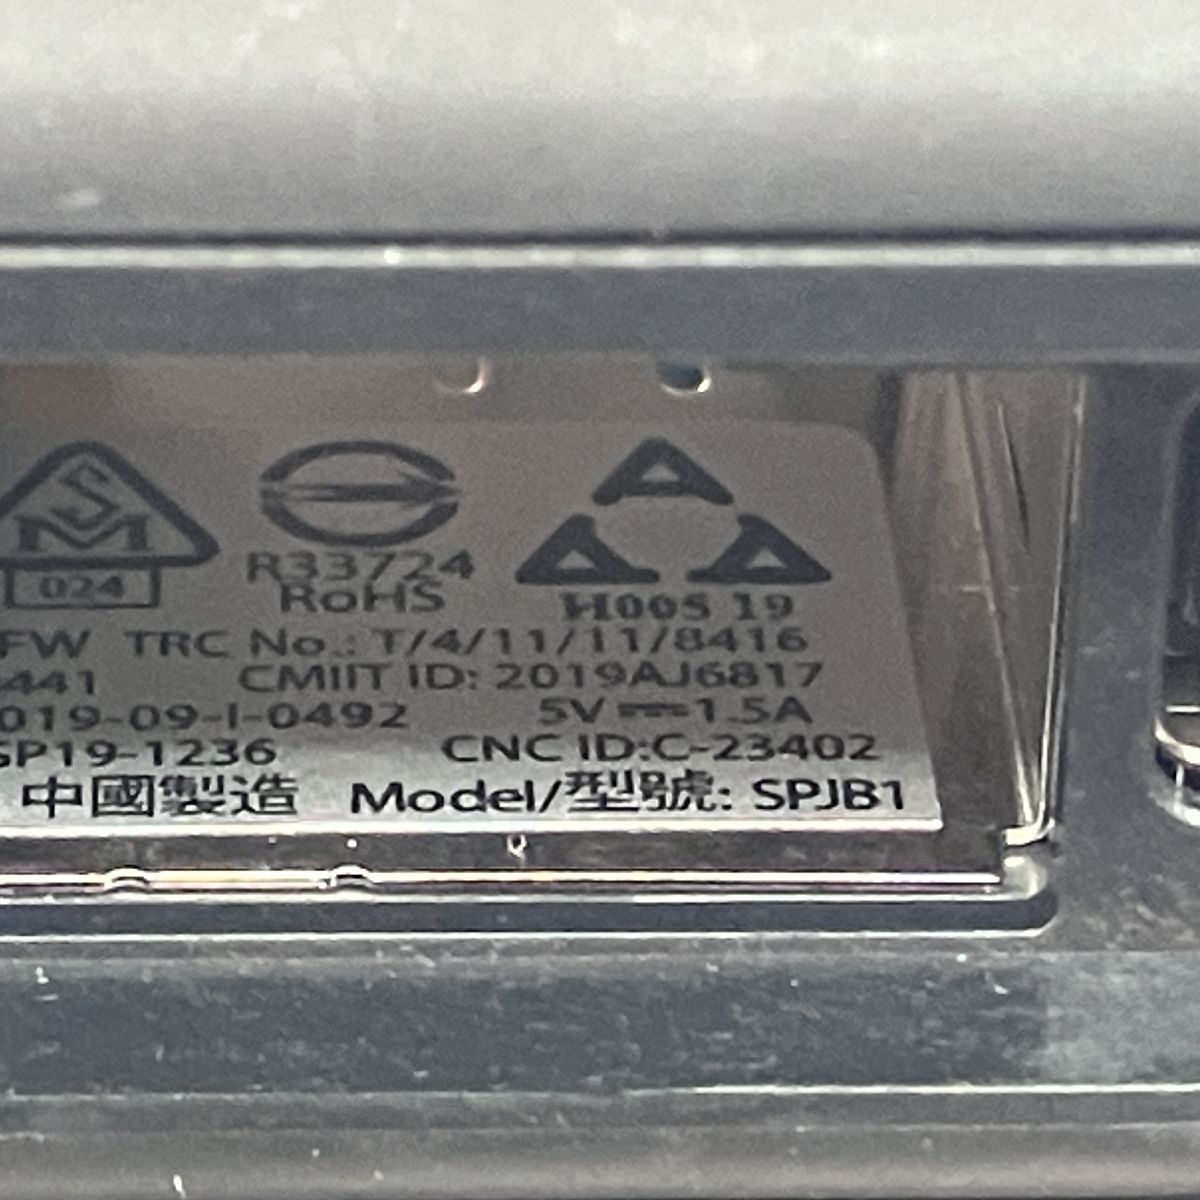 SM
024
R33724
RoHS
H005 19
FW TRC No.: T/4/11/11/8416
441 CMIIT ID: 2019AJ6817
019-09-I-0492 5V⎓1.5A
SP19-1236 CNC ID:C-23402
中國製造 Model/型號: SPJB1